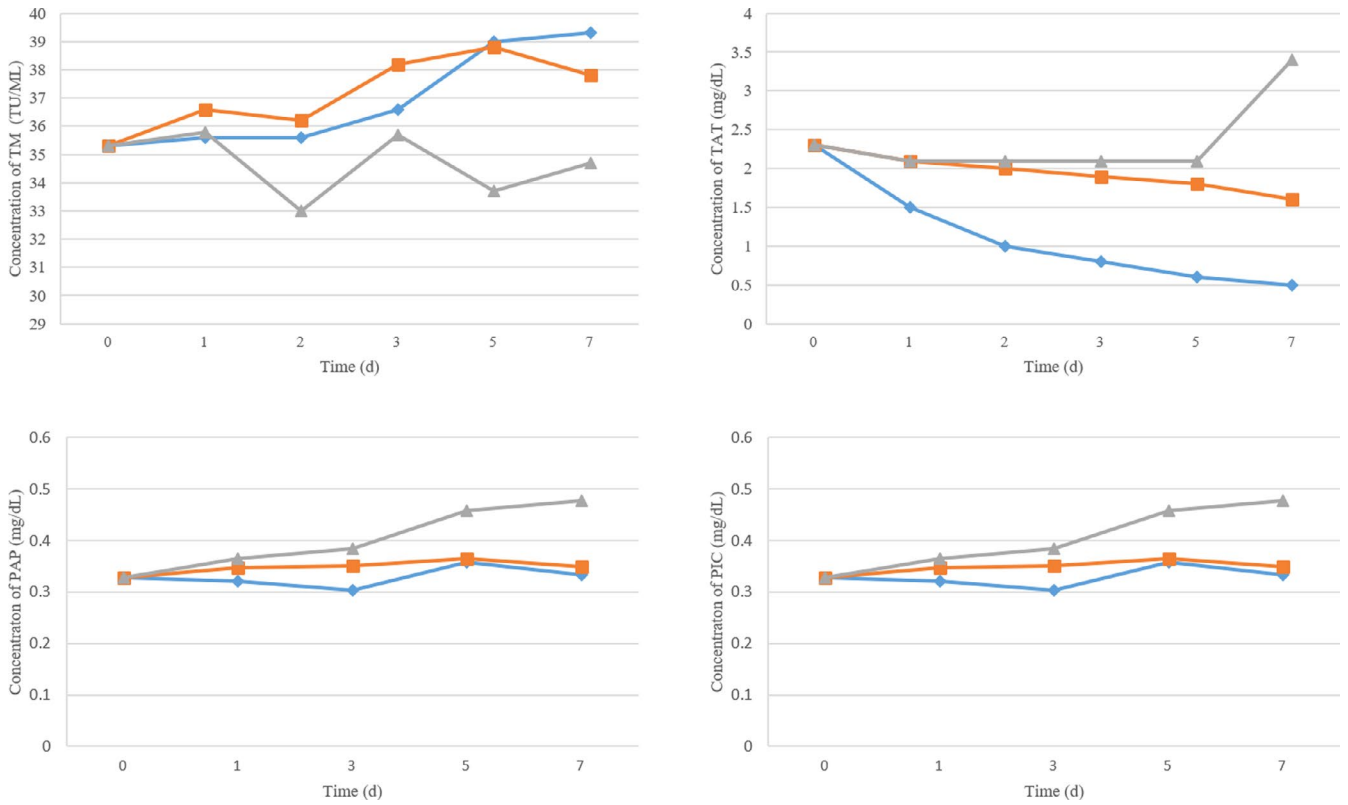 Concentration of TM (TU/ML)
40
39
38
37
36
35
34
33
32
31
30
29
0 1 2 3 5 7
Time (d)
Concentration of TAT (mg/dL)
4
3.5
3
2.5
2
1.5
1
0.5
0
0 1 2 3 5 7
Time (d)
Concentraton of PAP (mg/dL)
0.6
0.5
0.4
0.3
0.2
0.1
0
0 1 3 5 7
Time (d)
Concentraton of PIC (mg/dL)
0.6
0.5
0.4
0.3
0.2
0.1
0
0 1 3 5 7
Time (d)